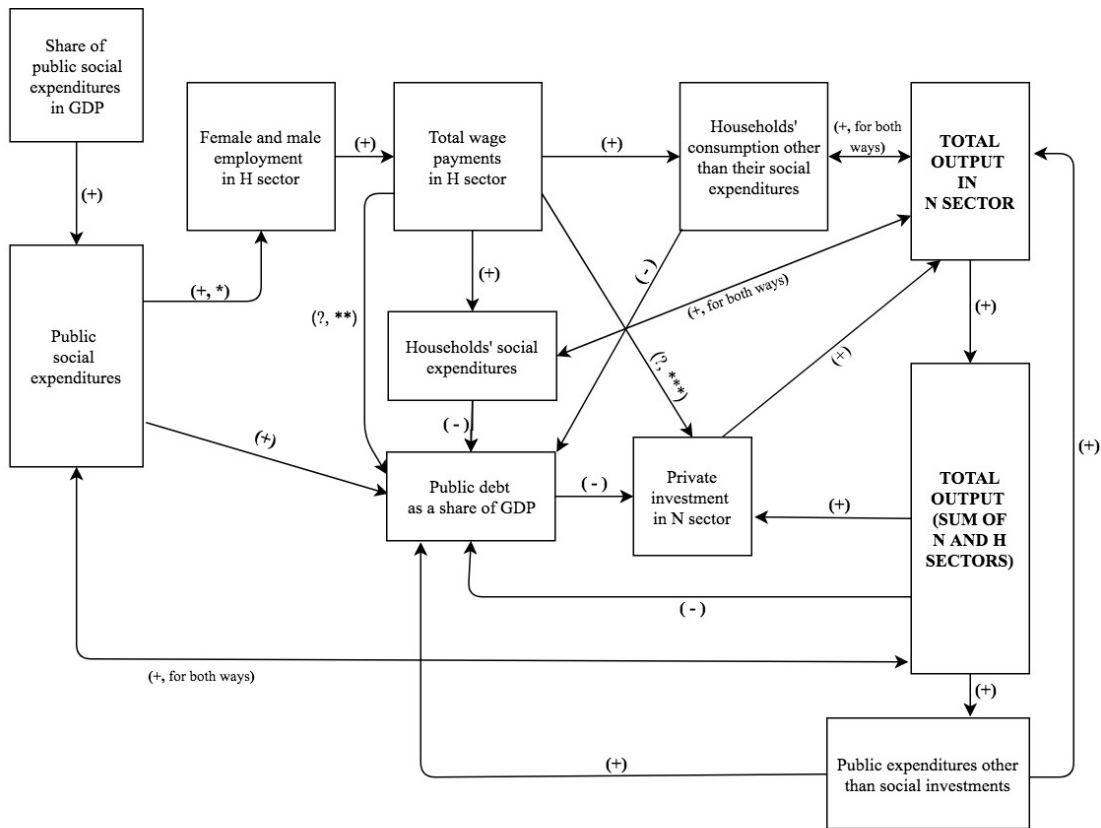 Share of
public social
expenditures
in GDP
(+)
Public
social
expenditures
(+, *)
Female and male
employment
in H sector
(+)
Total wage
payments
in H sector
(+)
Households'
consumption other
than their social
expenditures
(+, for both
ways)
TOTAL
OUTPUT
IN
N SECTOR
(+)
(?, **)
(+)
Households' social
expenditures
(-)
(+, for both ways)
(?, ***)
(+)
(+)
(+)
(-)
Public debt
as a share of GDP
(-)
Private
investment
in N sector
(+)
TOTAL
OUTPUT
(SUM OF
N AND H
SECTORS)
(-)
(+, for both ways)
(+)
(+)
Public expenditures other
than social investments